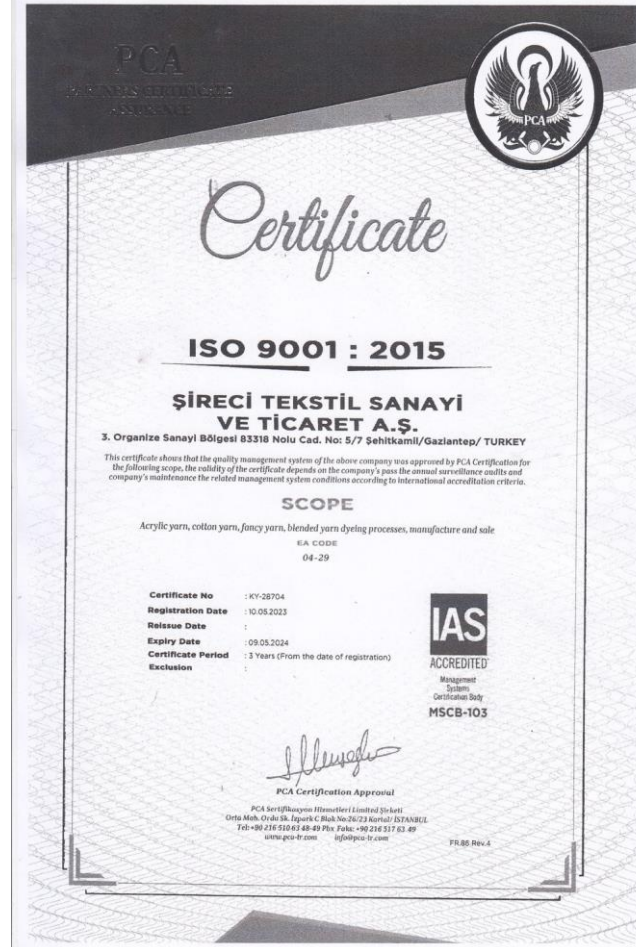 PCA
PARTNERS CERTIFICATE
ASSURANCE
PCA
Certificate
ISO 9001 : 2015
ŞİRECİ TEKSTİL SANAYİ
VE TİCARET A.Ş.
3. Organize Sanayi Bölgesi 83318 Nolu Cad. No: 5/7 Şehitkamil/Gaziantep/ TURKEY
This certificate shows that the quality management system of the above company was approved by PCA Certification for
the following scope, the validity of the certificate depends on the company's pass the annual surveillance audits and
company's maintenance the related management system conditions according to international accreditation criteria.
SCOPE
Acrylic yarn, cotton yarn, fancy yarn, blended yarn dyeing processes, manufacture and sale
EA CODE
04-29
Certificate No : KY-28704
Registration Date : 10.05.2023
Reissue Date :
Expiry Date : 09.05.2024
Certificate Period : 3 Years (From the date of registration)
Exclusion :
IAS
ACCREDITED
Management
Systems
Certification Body
MSCB-103
PCA Certification Approval
PCA Sertifikasyon Hizmetleri Limited Şirketi
Orta Mah. Ordu Sk. İzpark C Blok No:26/23 Kartal/ İSTANBUL
Tel: +90 216 510 63 48-49 Pbx Faks: +90 216 517 63 49
www.pca-tr.com info@pca-tr.com
FR.86 Rev.4